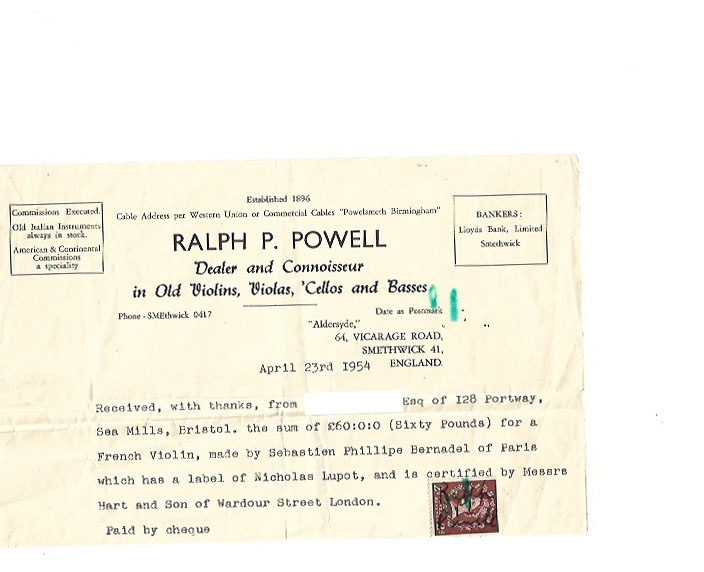 Established 1896
Cable Address per Western Union or Commercial Cables "Powelsmeth Birmingham"
Commissions Executed.
Old Italian Instruments
always in stock.
American & Continental
Commissions
a speciality
BANKERS:
Lloyds Bank, Limited
Smethwick
RALPH P. POWELL
Dealer and Connoisseur
in Old Violins, Violas, 'Cellos and Basses
Phone - SMEthwick 0417
Date as Postmark
"Aldersyde,"
64, VICARAGE ROAD,
SMETHWICK 41,
ENGLAND.
April 23rd 1954
Received, with thanks, from Esq of I28 Portway,
Sea Mills, Bristol. the sum of £60:0:0 (Sixty Pounds) for a
French Violin, made by Sebastien Phillipe Bernadel of Paris
which has a label of Nicholas Lupot, and is certified by Messrs
Hart and Son of Wardour Street London.
Paid by cheque